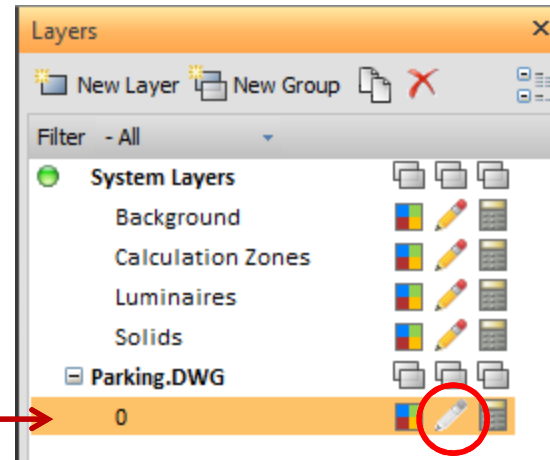 Layers
New Layer New Group
Filter - All
System Layers
Background
Calculation Zones
Luminaires
Solids
Parking.DWG
0